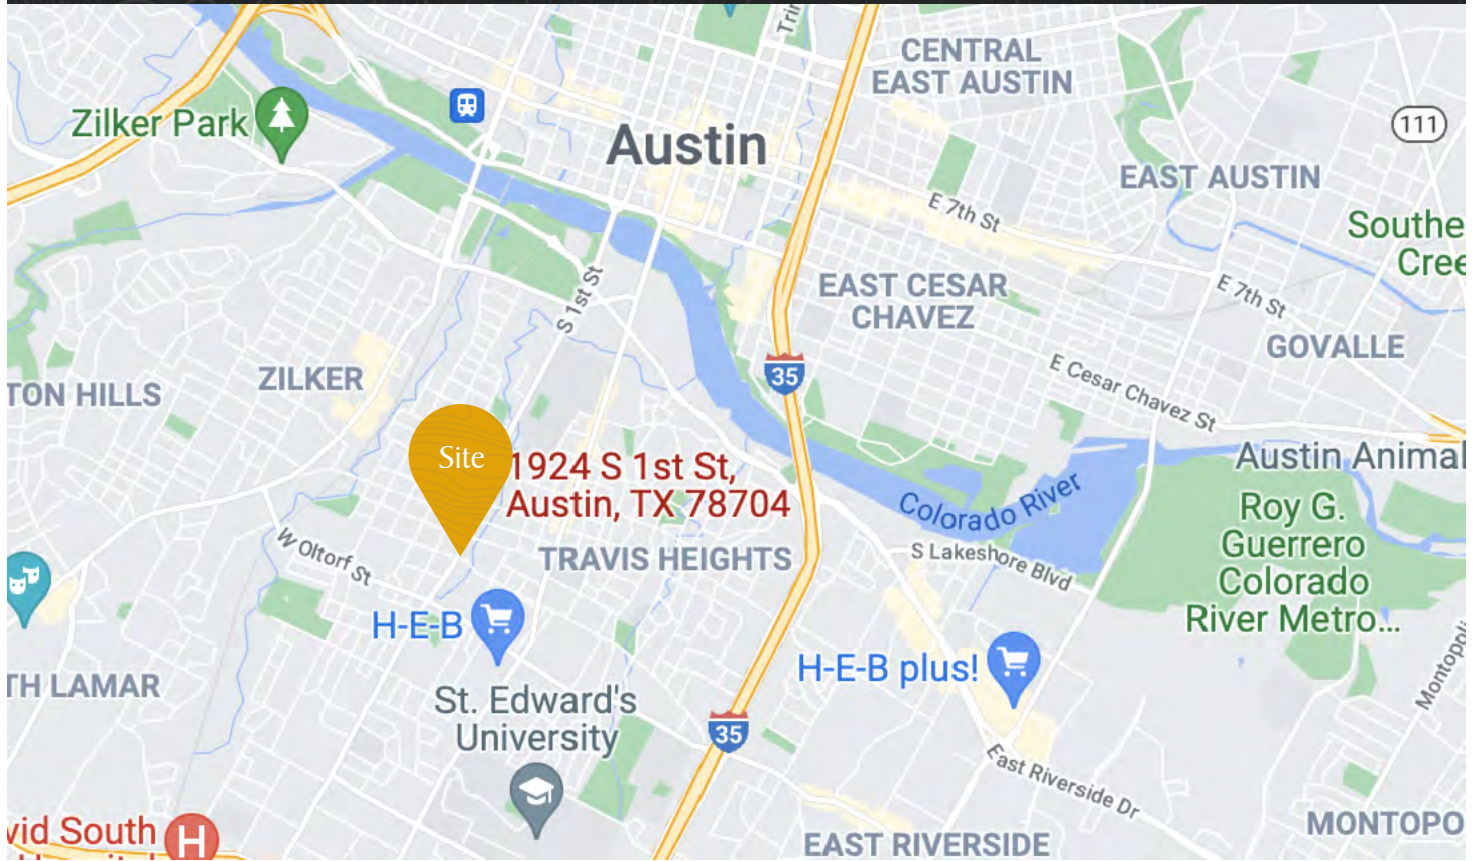 Trin
CENTRAL
EAST AUSTIN
Zilker Park
111
Austin
EAST AUSTIN
E 7th St
Southe
Cree
S 1st St
EAST CESAR
CHAVEZ
E 7th St
GOVALLE
35
E Cesar Chavez St
ZILKER
TON HILLS
Site
1924 S 1st St,
Austin, TX 78704
Austin Animal
Colorado River
Roy G.
Guerrero
Colorado
River Metro...
W Oltorf St
TRAVIS HEIGHTS
S Lakeshore Blvd
H-E-B
H-E-B plus!
TH LAMAR
St. Edward's
University
Montopoli
35
East Riverside Dr
vid South
H
MONTOPO
EAST RIVERSIDE